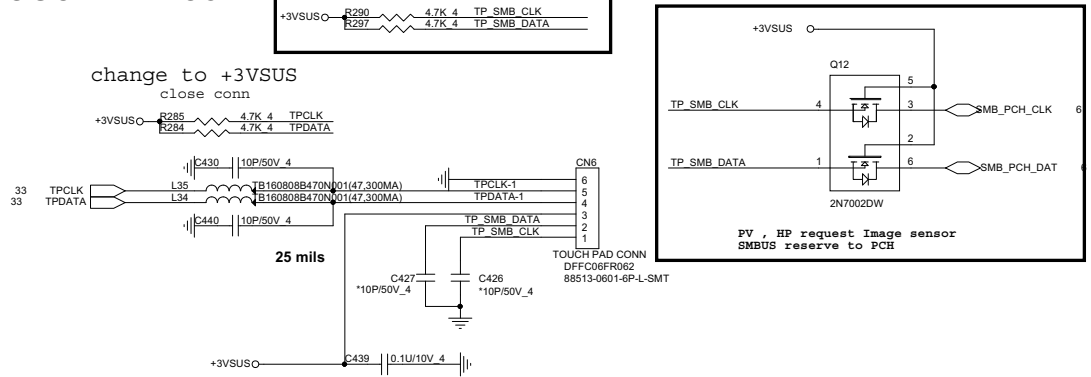 +3VSUS R290 4.7K_4 TP_SMB_CLK
R297 4.7K_4 TP_SMB_DATA
change to +3VSUS
close conn
+3VSUS R285 4.7K_4 TPCLK
R284 4.7K_4 TPDATA
C430 10P/50V_4
33 TPCLK L35 TB160808B470N001(47,300MA) TPCLK-1
33 TPDATA L34 TB160808B470N001(47,300MA) TPDATA-1
C440 10P/50V_4
25 mils
CN6
6
5
4
3
TP_SMB_DATA 2
TP_SMB_CLK 1
TOUCH PAD CONN
DFFC06FR062
88513-0601-6P-L-SMT
C427 *10P/50V_4
C426 *10P/50V_4
+3VSUS C439 0.1U/10V_4
+3VSUS
Q12
5
TP_SMB_CLK 4 3 SMB_PCH_CLK 6
2
TP_SMB_DATA 1 6 SMB_PCH_DAT
2N7002DW
PV , HP request Image sensor
SMBUS reserve to PCH